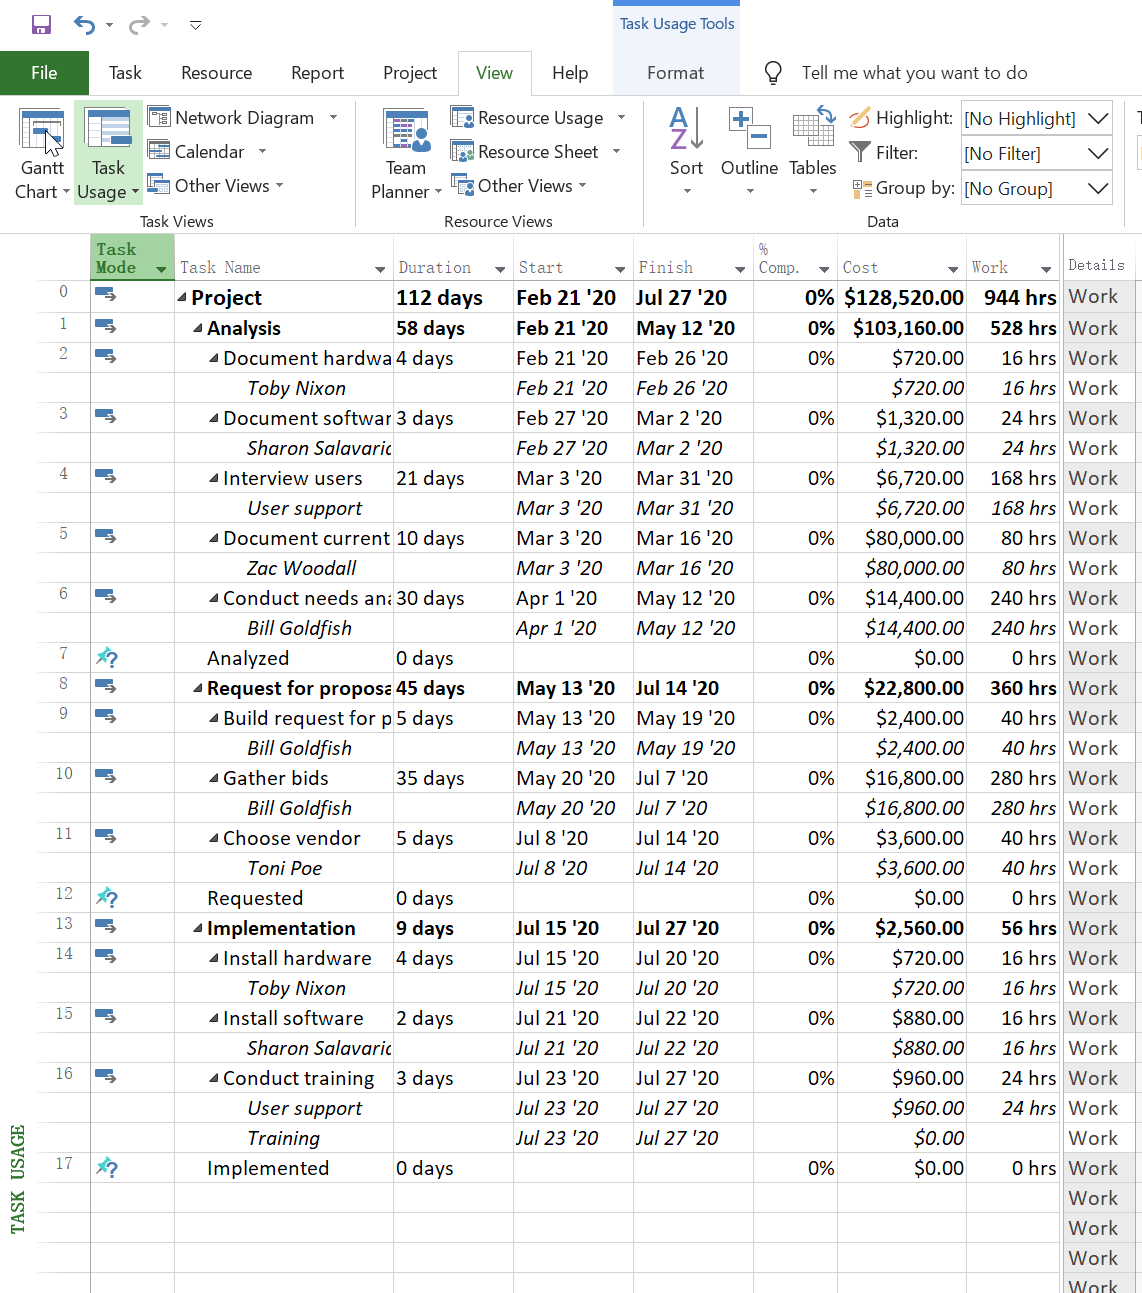 Task Usage Tools
File Task Resource Report Project View Help Format Tell me what you want to do
Gantt Chart
Task Usage
Network Diagram
Calendar
Other Views
Task Views
Team Planner
Resource Usage
Resource Sheet
Other Views
Resource Views
Sort
Outline
Tables
Highlight: [No Highlight]
Filter: [No Filter]
Group by: [No Group]
Data
Task Mode Task Name Duration Start Finish % Comp. Cost Work Details
0 Project 112 days Feb 21 '20 Jul 27 '20 0% $128,520.00 944 hrs Work
1 Analysis 58 days Feb 21 '20 May 12 '20 0% $103,160.00 528 hrs Work
2 Document hardwa 4 days Feb 21 '20 Feb 26 '20 0% $720.00 16 hrs Work
Toby Nixon Feb 21 '20 Feb 26 '20 $720.00 16 hrs Work
3 Document softwar 3 days Feb 27 '20 Mar 2 '20 0% $1,320.00 24 hrs Work
Sharon Salavaric Feb 27 '20 Mar 2 '20 $1,320.00 24 hrs Work
4 Interview users 21 days Mar 3 '20 Mar 31 '20 0% $6,720.00 168 hrs Work
User support Mar 3 '20 Mar 31 '20 $6,720.00 168 hrs Work
5 Document current 10 days Mar 3 '20 Mar 16 '20 0% $80,000.00 80 hrs Work
Zac Woodall Mar 3 '20 Mar 16 '20 $80,000.00 80 hrs Work
6 Conduct needs ana 30 days Apr 1 '20 May 12 '20 0% $14,400.00 240 hrs Work
Bill Goldfish Apr 1 '20 May 12 '20 $14,400.00 240 hrs Work
7 Analyzed 0 days 0% $0.00 0 hrs Work
8 Request for proposa 45 days May 13 '20 Jul 14 '20 0% $22,800.00 360 hrs Work
9 Build request for p 5 days May 13 '20 May 19 '20 0% $2,400.00 40 hrs Work
Bill Goldfish May 13 '20 May 19 '20 $2,400.00 40 hrs Work
10 Gather bids 35 days May 20 '20 Jul 7 '20 0% $16,800.00 280 hrs Work
Bill Goldfish May 20 '20 Jul 7 '20 $16,800.00 280 hrs Work
11 Choose vendor 5 days Jul 8 '20 Jul 14 '20 0% $3,600.00 40 hrs Work
Toni Poe Jul 8 '20 Jul 14 '20 $3,600.00 40 hrs Work
12 Requested 0 days 0% $0.00 0 hrs Work
13 Implementation 9 days Jul 15 '20 Jul 27 '20 0% $2,560.00 56 hrs Work
14 Install hardware 4 days Jul 15 '20 Jul 20 '20 0% $720.00 16 hrs Work
Toby Nixon Jul 15 '20 Jul 20 '20 $720.00 16 hrs Work
15 Install software 2 days Jul 21 '20 Jul 22 '20 0% $880.00 16 hrs Work
Sharon Salavaric Jul 21 '20 Jul 22 '20 $880.00 16 hrs Work
16 Conduct training 3 days Jul 23 '20 Jul 27 '20 0% $960.00 24 hrs Work
User support Jul 23 '20 Jul 27 '20 $960.00 24 hrs Work
Training Jul 23 '20 Jul 27 '20 $0.00 Work
17 Implemented 0 days 0% $0.00 0 hrs Work
Work
Work
Work
Work
TASK USAGE